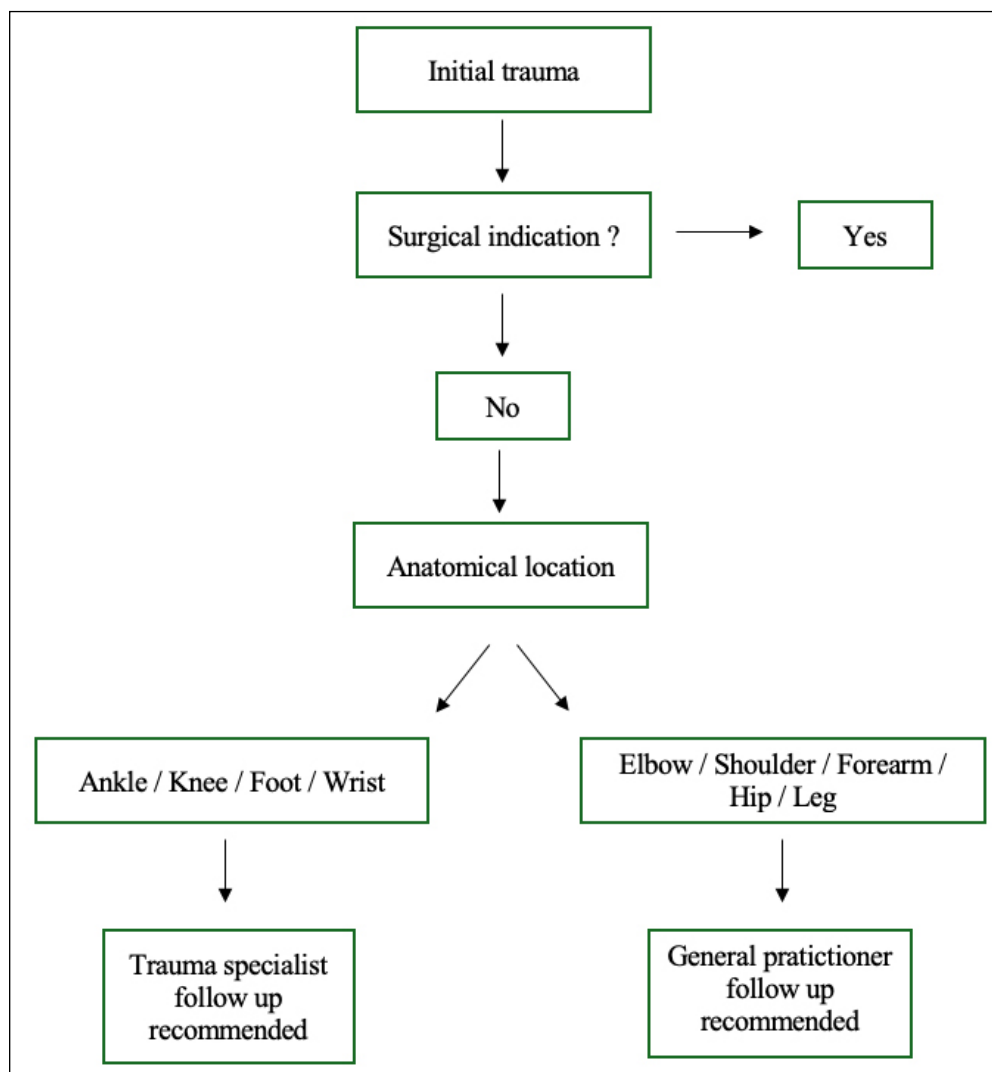 Initial trauma
Surgical indication ?
Yes
No
Anatomical location
Ankle / Knee / Foot / Wrist
Elbow / Shoulder / Forearm /
Hip / Leg
Trauma specialist
follow up
recommended
General pratictioner
follow up
recommended